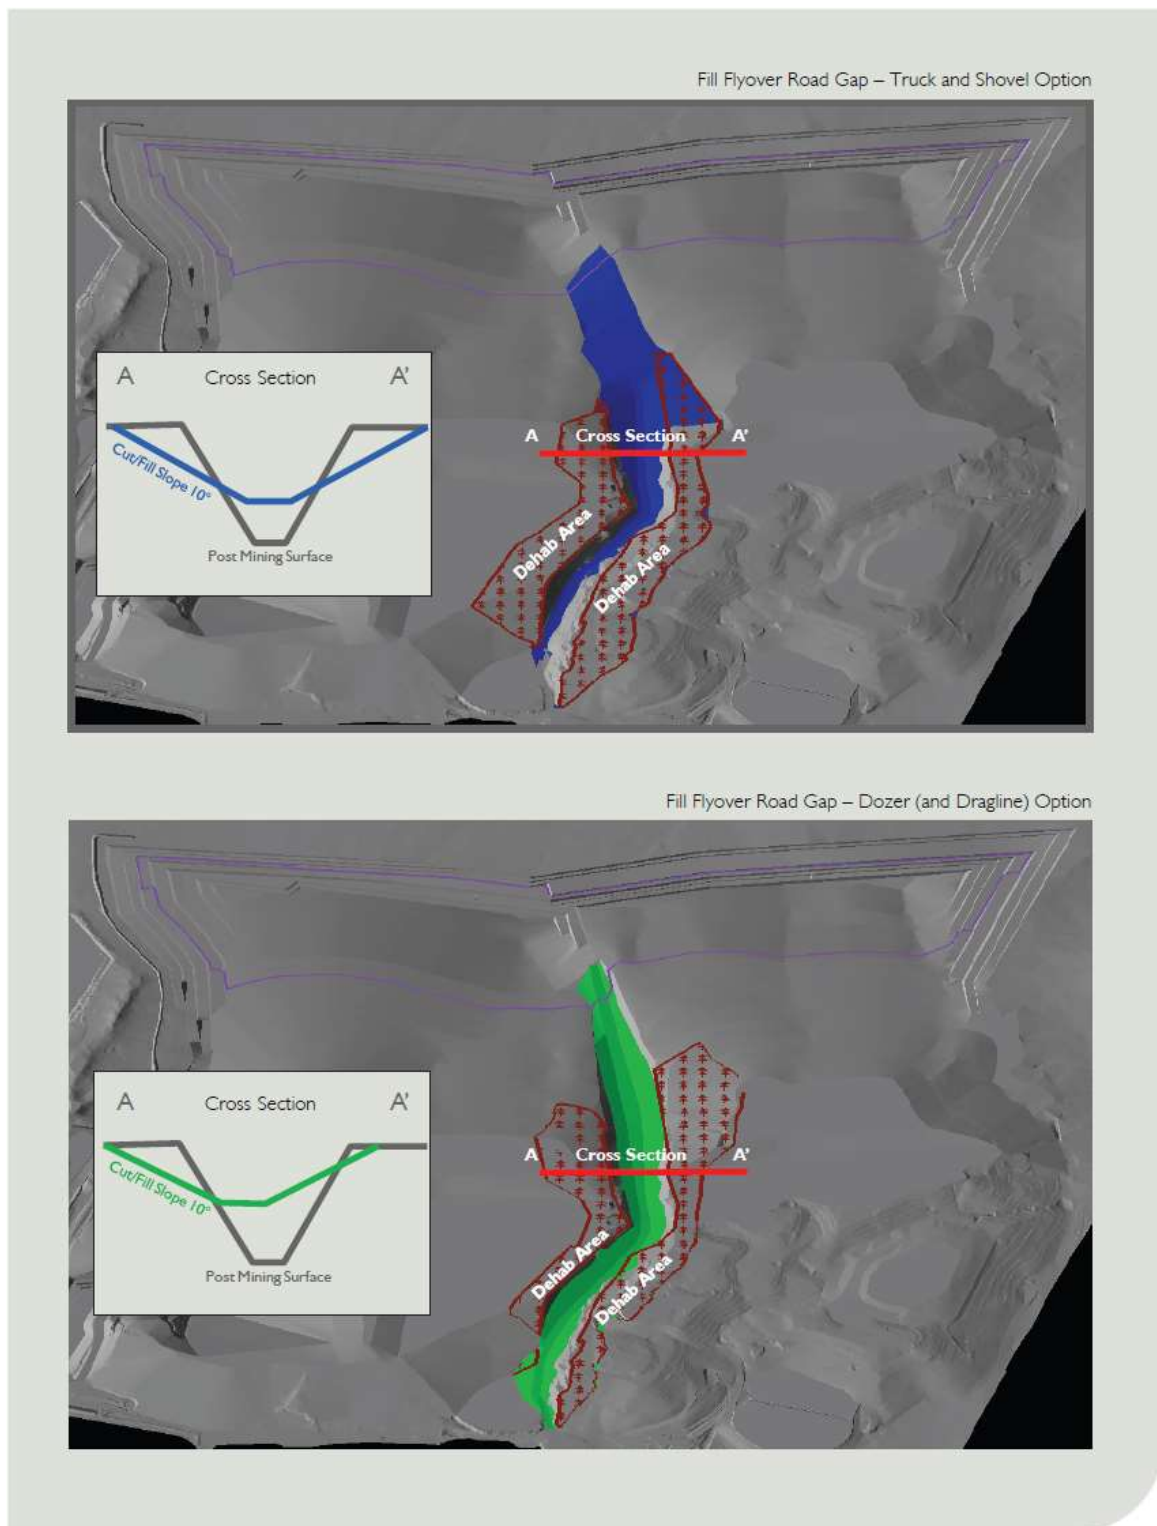 Fill Flyover Road Gap – Truck and Shovel Option
A Cross Section A'
Cut/Fill Slope 10°
Post Mining Surface
A Cross Section A'
Dehab Area
Dehab Area
Fill Flyover Road Gap – Dozer (and Dragline) Option
A Cross Section A'
Cut/Fill Slope 10°
Post Mining Surface
A Cross Section A'
Dehab Area
Dehab Area